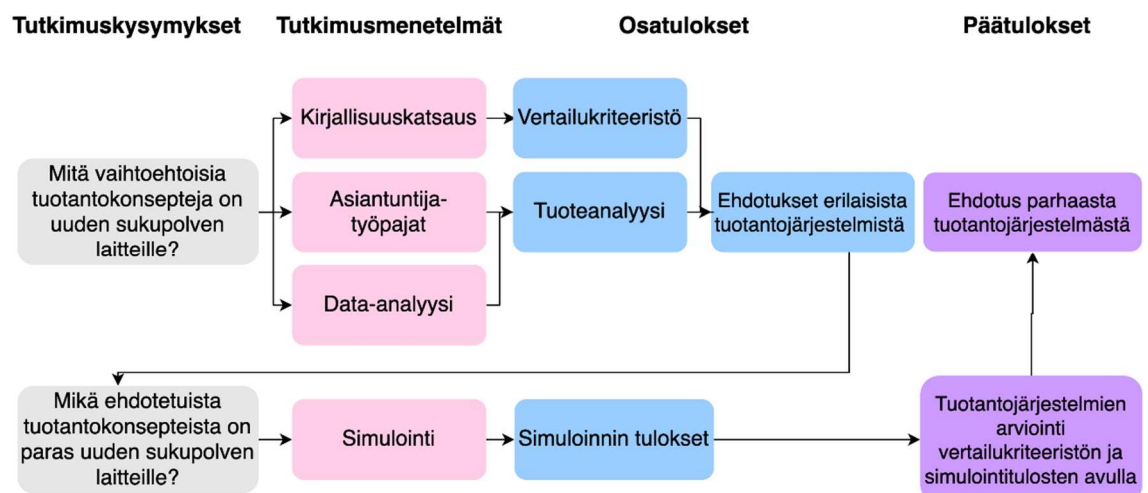 Tutkimuskysymykset
Tutkimusmenetelmät
Osatulokset
Päätulokset
Kirjallisuuskatsaus
Vertailukriteeristö
Mitä vaihtoehtoisia
tuotantokonsepteja on
uuden sukupolven
laitteille?
Asiantuntija-
työpajat
Tuoteanalyysi
Ehdotukset erilaisista
tuotantojärjestelmistä
Ehdotus parhaasta
tuotantojärjestelmästä
Data-analyysi
Mikä ehdotetuista
tuotantokonsepteista on
paras uuden sukupolven
laitteille?
Simulointi
Simuloinnin tulokset
Tuotantojärjestelmien
arviointi
vertailukriteeristön ja
simulointitulosten avulla